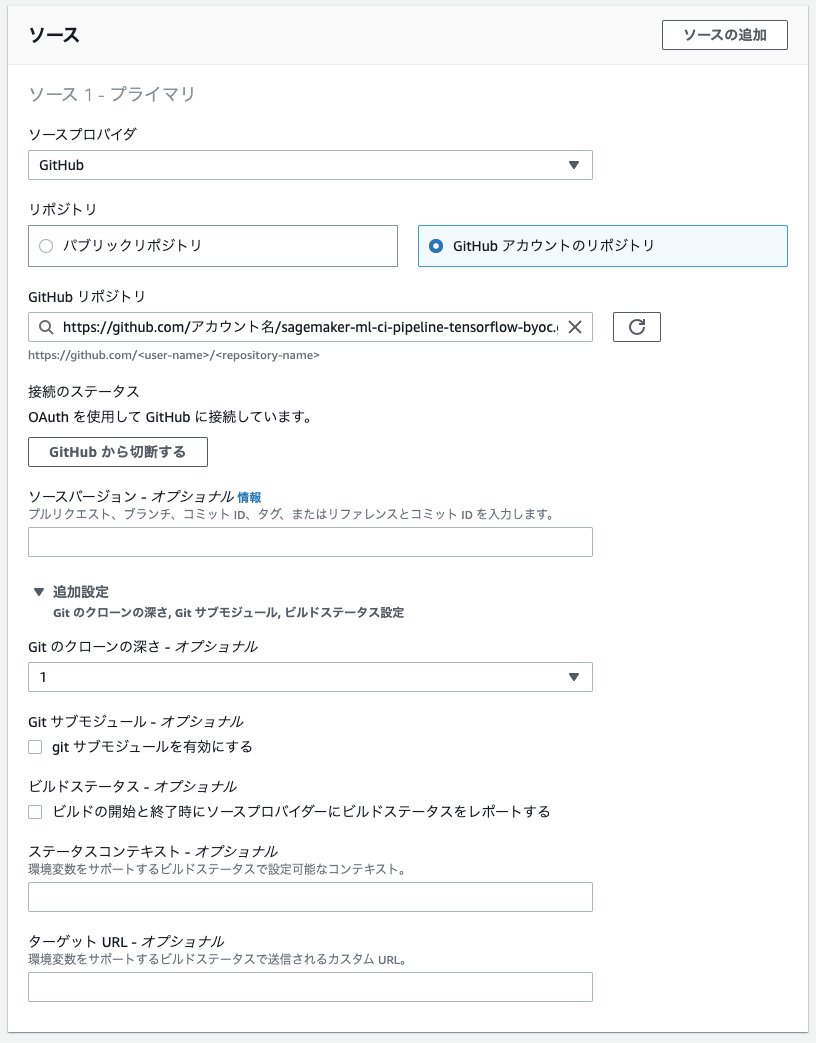 ソース
ソースの追加
ソース 1 - プライマリ
ソースプロバイダ
GitHub
リポジトリ
パブリックリポジトリ
GitHub アカウントのリポジトリ
GitHub リポジトリ
https://github.com/アカウント名/sagemaker-ml-ci-pipeline-tensorflow-byoc.
https://github.com/<user-name>/<repository-name>
接続のステータス
OAuth を使用して GitHub に接続しています。
GitHub から切断する
ソースバージョン - オプショナル 情報
プルリクエスト、ブランチ、コミット ID、タグ、またはリファレンスとコミット ID を入力します。
追加設定
Git のクローンの深さ, Git サブモジュール, ビルドステータス設定
Git のクローンの深さ - オプショナル
1
Git サブモジュール - オプショナル
git サブモジュールを有効にする
ビルドステータス - オプショナル
ビルドの開始と終了時にソースプロバイダーにビルドステータスをレポートする
ステータスコンテキスト - オプショナル
環境変数をサポートするビルドステータスで設定可能なコンテキスト。
ターゲット URL - オプショナル
環境変数をサポートするビルドステータスで送信されるカスタム URL。